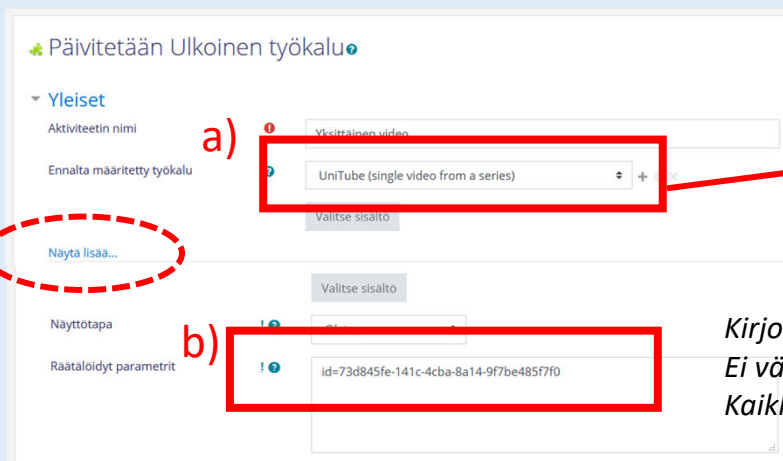 Päivitetään Ulkoinen työkalu
Yleiset
a)
Aktiviteetin nimi
Yksittäinen video
Ennalta määritetty työkalu
UniTube (single video from a series)
Valitse sisältö
Näytä lisää...
Valitse sisältö
Näyttötapa
b)
Räätälöidyt parametrit
id=73d845fe-141c-4cba-8a14-9f7be485f7f0
Kirjo
Ei vä
Kaikl